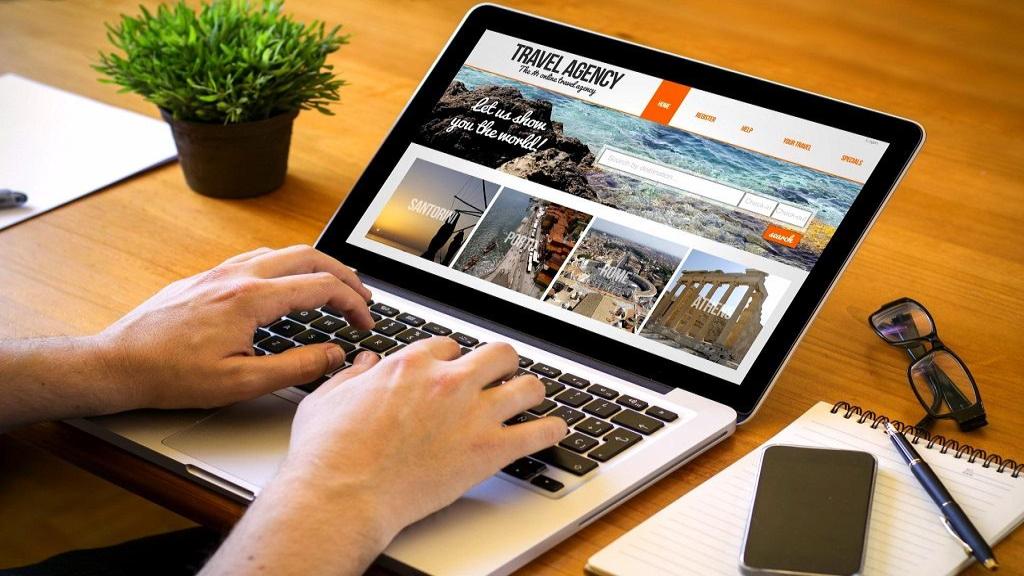 TRAVEL AGENCY
The #1 online travel agency
HOME
REGISTER
HELP
YOUR TRAVEL
SPECIALS
Login
Let us show
you the world!
Search by destination...
Check-in
Check-out
search
SANTORINI
PORTO
ROME
ATHENS